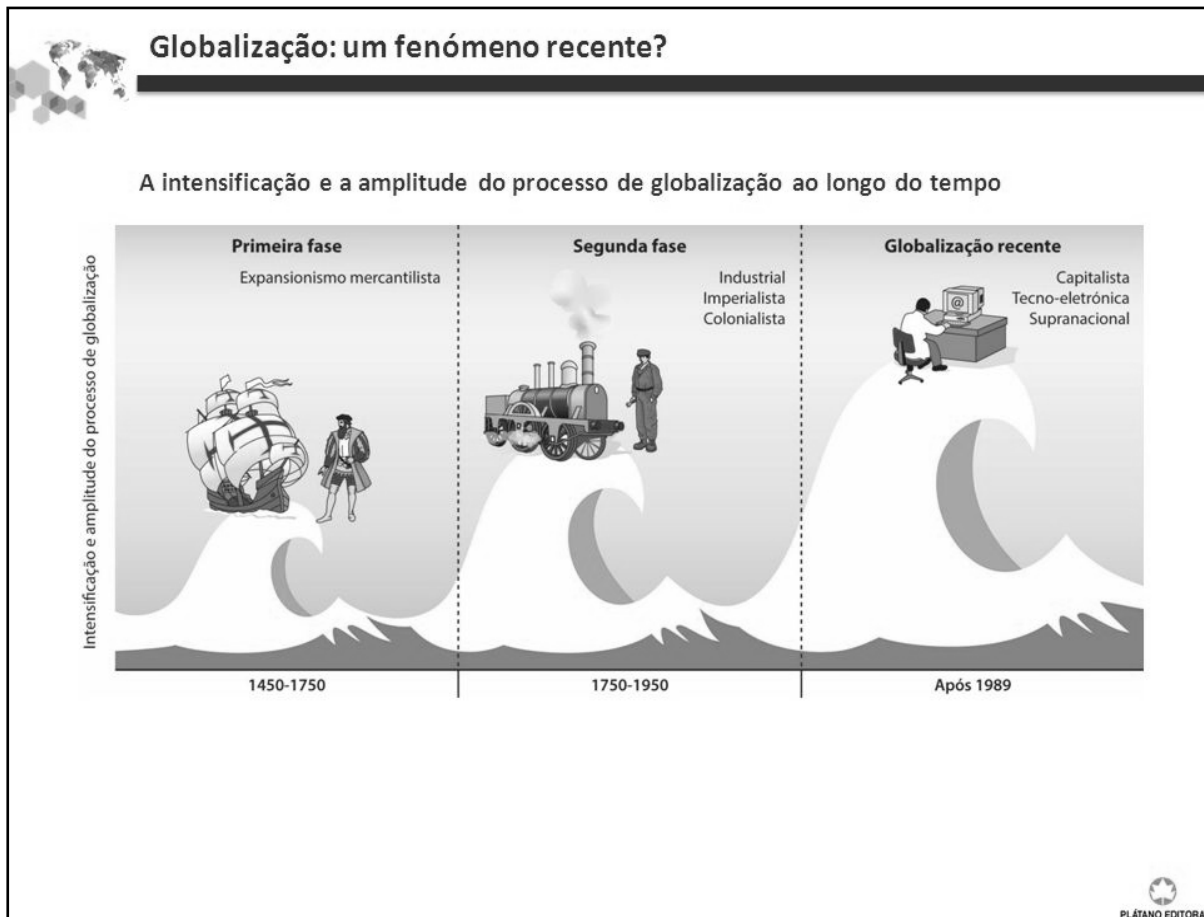 Globalização: um fenómeno recente?
A intensificação e a amplitude do processo de globalização ao longo do tempo
Intensificação e amplitude do processo de globalização
Primeira fase
Expansionismo mercantilista
Segunda fase
Industrial
Imperialista
Colonialista
Globalização recente
Capitalista
Tecno-eletrónica
Supranacional
@
1450-1750
1750-1950
Após 1989
PLÁTANO EDITORA